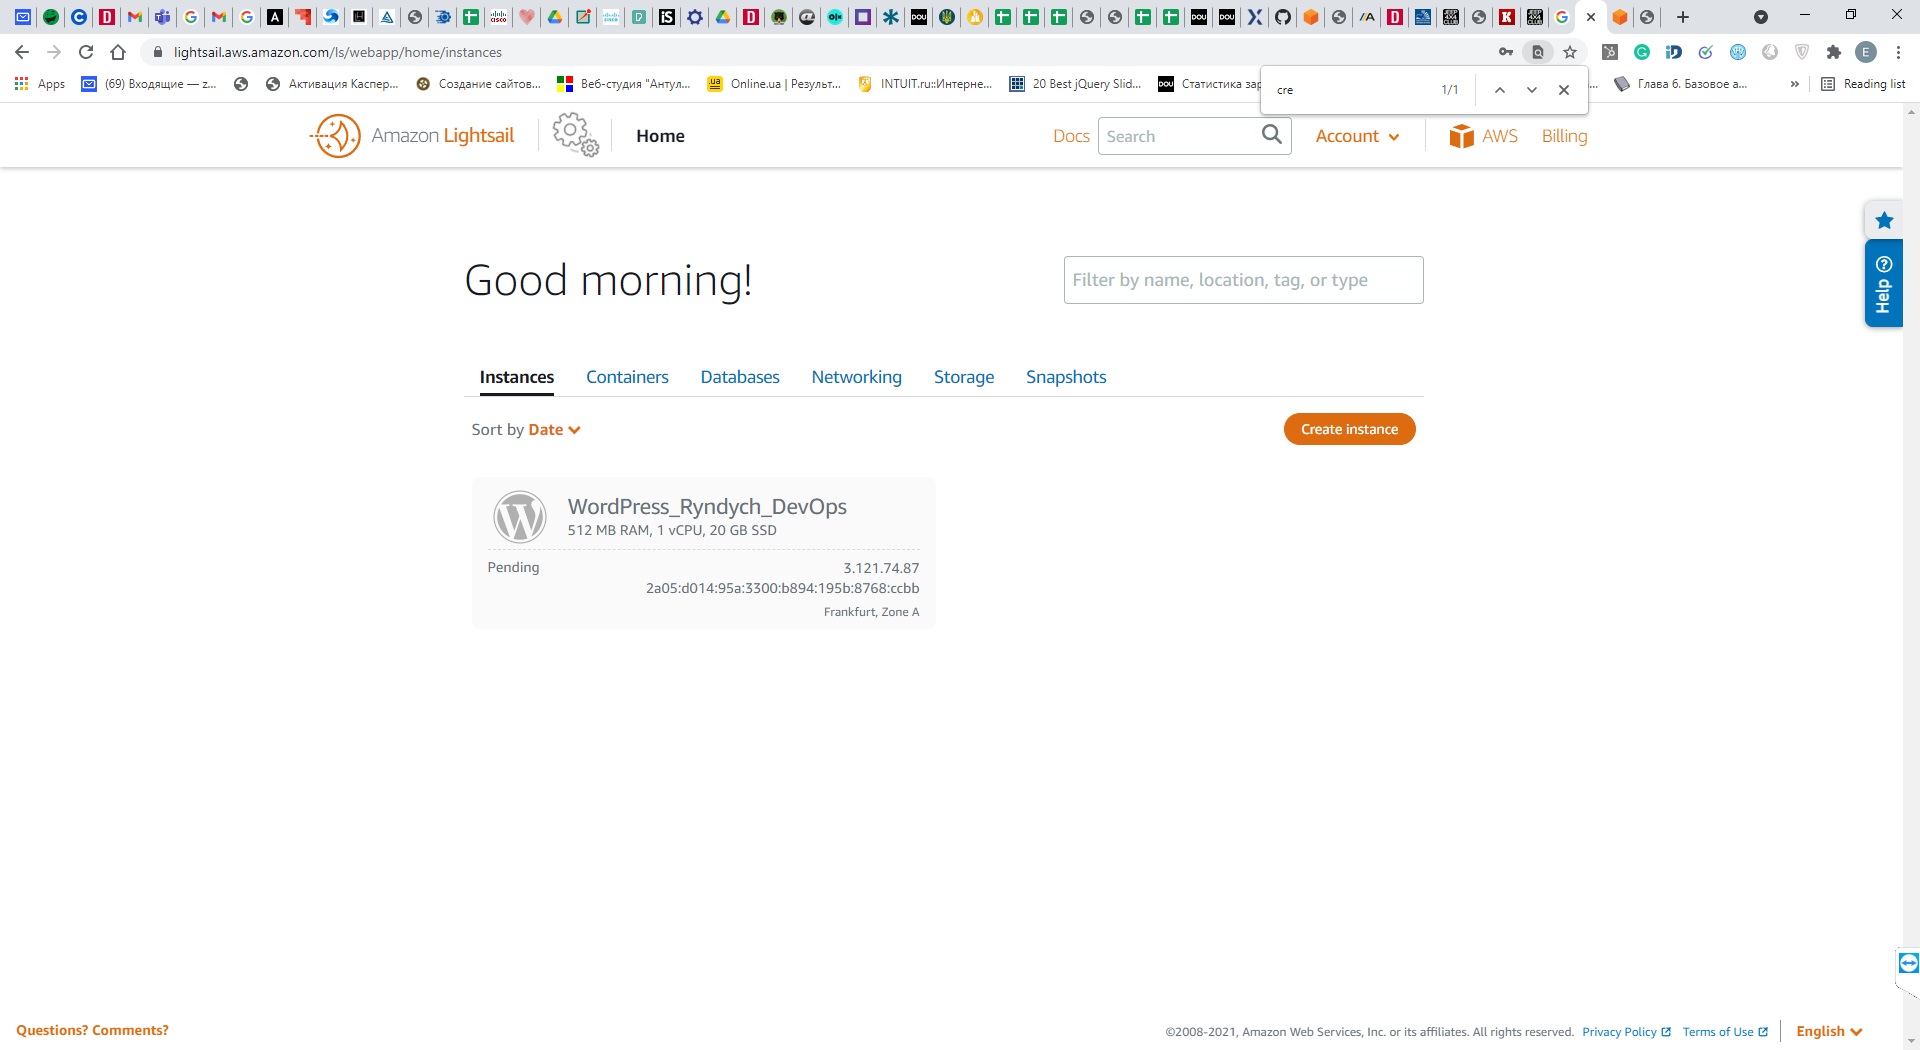 lightsail.aws.amazon.com/ls/webapp/home/instances
Apps
(69) Входящие — z...
Активация Каспер...
Создание сайтов...
Веб-студия "Антул...
Online.ua | Результ...
INTUIT.ru::Интерне...
20 Best jQuery Slid...
Статистика зар
Глава 6. Базовое а...
»
Reading list
cre
1/1
Amazon Lightsail
Home
Docs
Search
Account
AWS
Billing
Good morning!
Filter by name, location, tag, or type
Help
Instances
Containers
Databases
Networking
Storage
Snapshots
Sort by Date
Create instance
WordPress_Ryndych_DevOps
512 MB RAM, 1 vCPU, 20 GB SSD
Pending
3.121.74.87
2a05:d014:95a:3300:b894:195b:8768:ccbb
Frankfurt, Zone A
Questions? Comments?
©2008-2021, Amazon Web Services, Inc. or its affiliates. All rights reserved.
Privacy Policy
Terms of Use
English